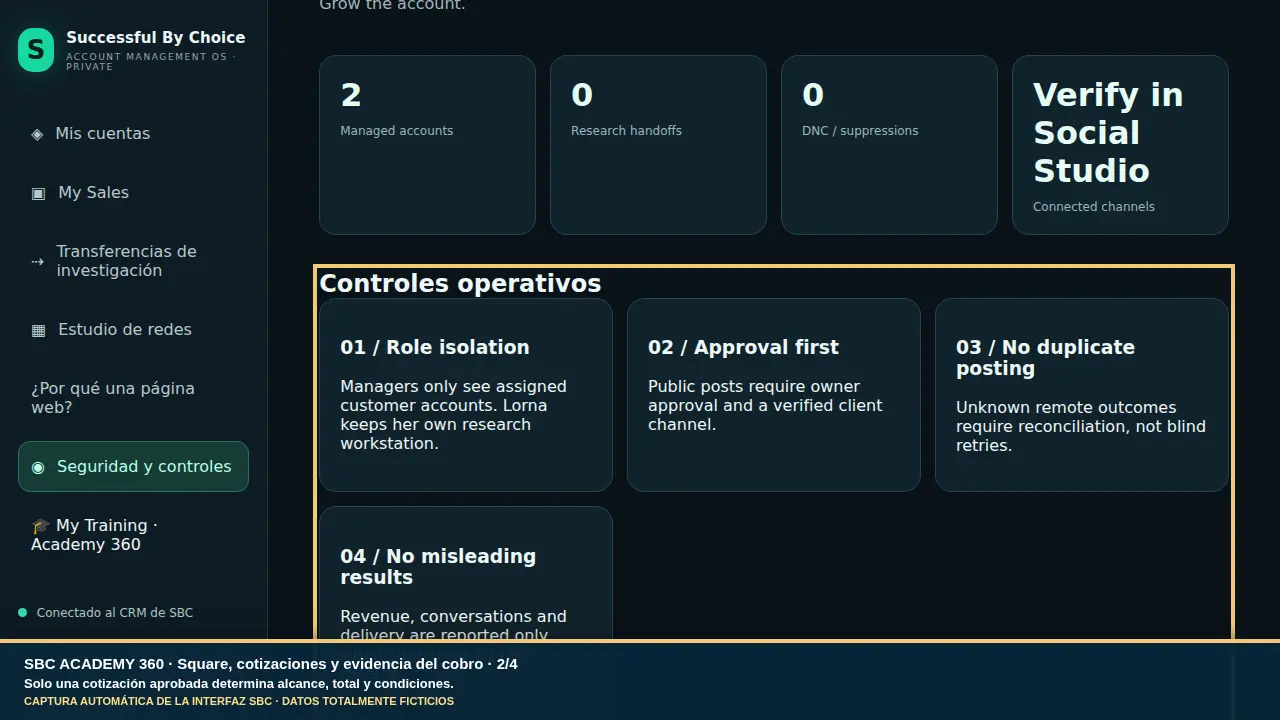 Successful By Choice
ACCOUNT MANAGEMENT OS ·
PRIVATE
Mis cuentas
My Sales
Transferencias de
investigación
Estudio de redes
¿Por qué una página
web?
Seguridad y controles
My Training ·
Academy 360
Conectado al CRM de SBC
Grow the account.
2
Managed accounts
0
Research handoffs
0
DNC / suppressions
Verify in
Social
Studio
Connected channels
Controles operativos
01 / Role isolation
Managers only see assigned
customer accounts. Lorna
keeps her own research
workstation.
02 / Approval first
Public posts require owner
approval and a verified client
channel.
03 / No duplicate
posting
Unknown remote outcomes
require reconciliation, not blind
retries.
04 / No misleading
results
Revenue, conversations and
delivery are reported only
SBC ACADEMY 360 · Square, cotizaciones y evidencia del cobro · 2/4
Solo una cotización aprobada determina alcance, total y condiciones.
CAPTURA AUTOMÁTICA DE LA INTERFAZ SBC · DATOS TOTALMENTE FICTICIOS